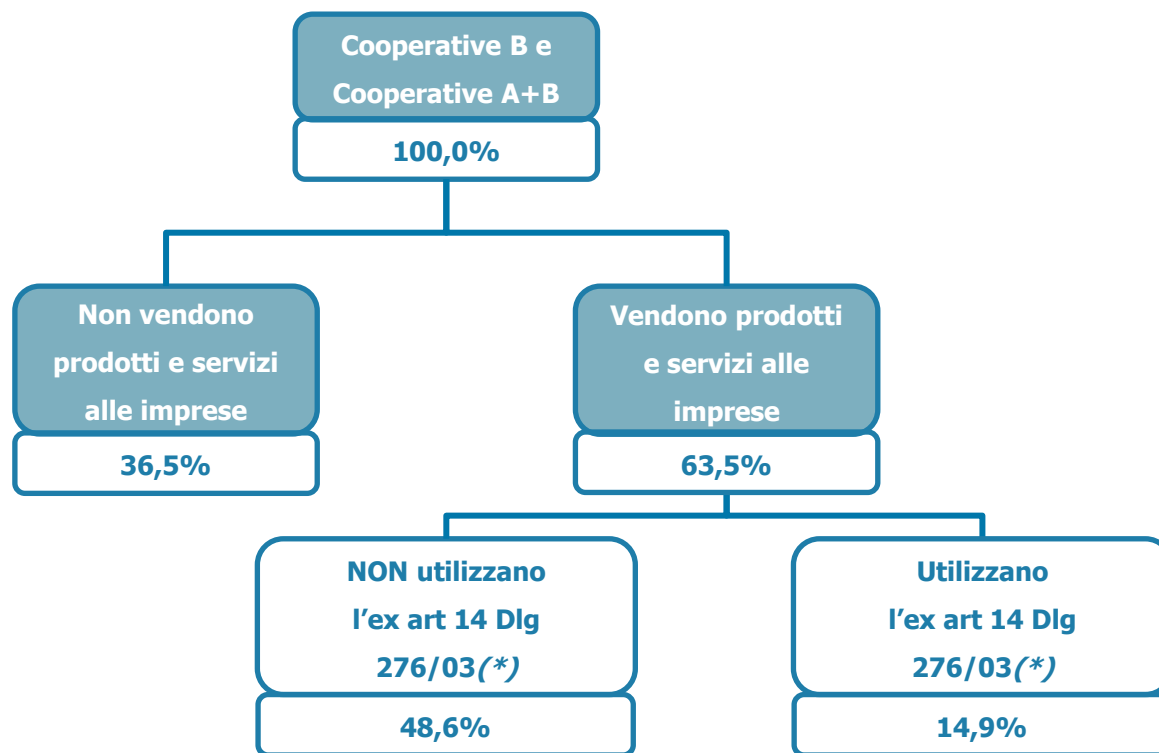 Cooperative B e
Cooperative A+B
100,0%
Non vendono
prodotti e servizi
alle imprese
36,5%
Vendono prodotti
e servizi alle
imprese
63,5%
NON utilizzano
l’ex art 14 Dlg
276/03(*)
48,6%
Utilizzano
l’ex art 14 Dlg
276/03(*)
14,9%